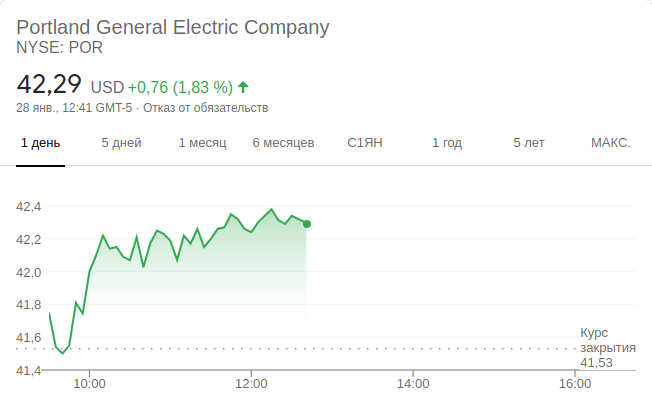 Portland General Electric Company
NYSE: POR
42,29 USD +0,76 (1,83 %)
28 янв., 12:41 GMT-5 · Отказ от обязательств
1 день 5 дней 1 месяц 6 месяцев С1ЯН 1 год 5 лет МАКС.
42,4
42,2
42,0
41,8
41,6
41,4
Курс
закрытия
41,53
10:00 12:00 14:00 16:00